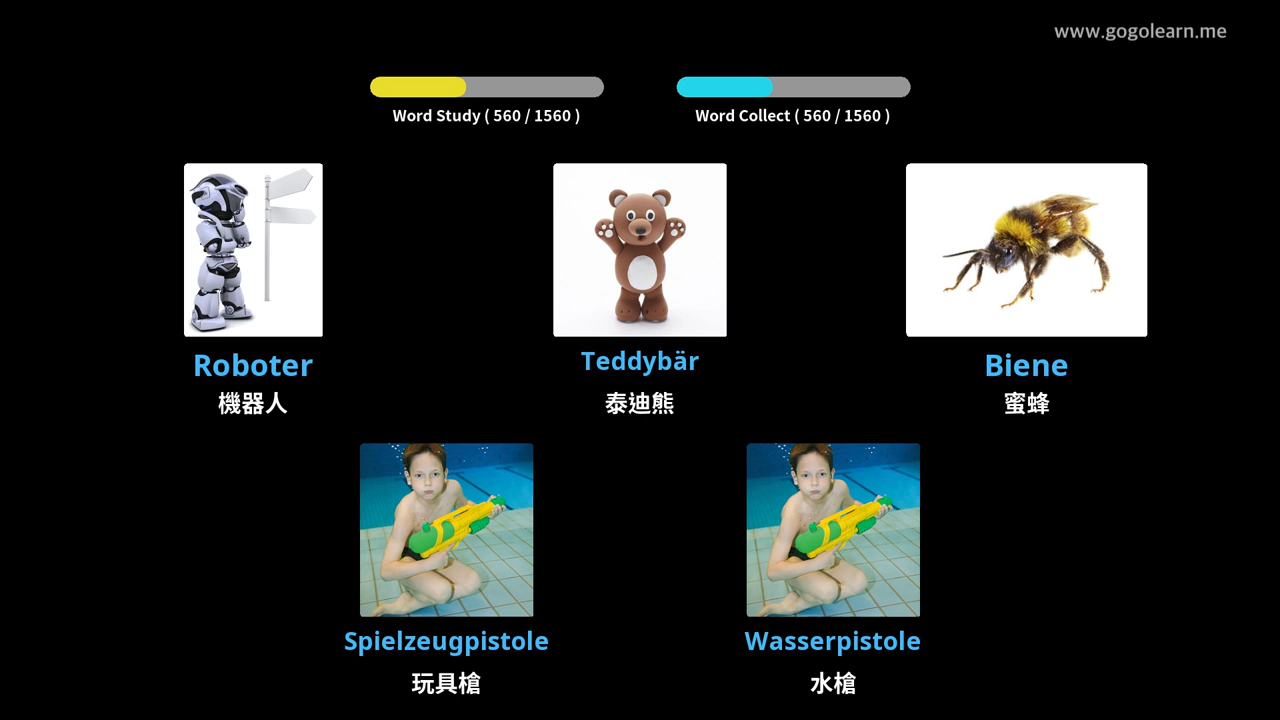 www.gogolearn.me
Word Study ( 560 / 1560 )
Word Collect ( 560 / 1560 )
Roboter
機器人
Teddybär
泰迪熊
Biene
蜜蜂
Spielzeugpistole
玩具槍
Wasserpistole
水槍